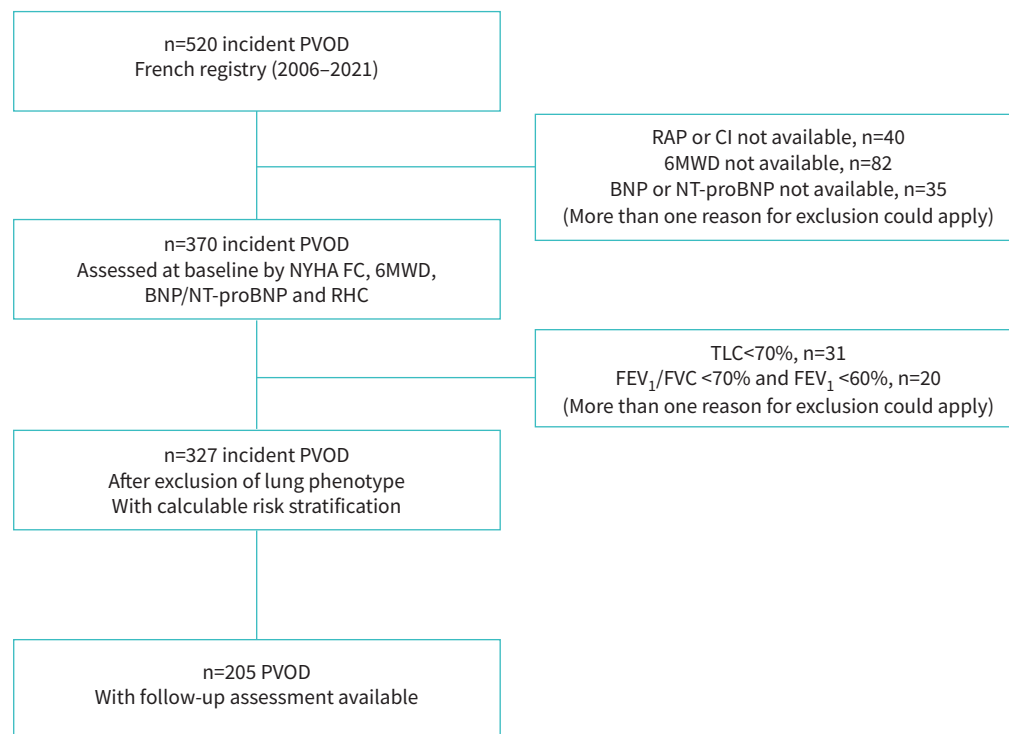 n=520 incident PVOD
French registry (2006–2021)
RAP or CI not available, n=40
6MWD not available, n=82
BNP or NT-proBNP not available, n=35
(More than one reason for exclusion could apply)
n=370 incident PVOD
Assessed at baseline by NYHA FC, 6MWD,
BNP/NT-proBNP and RHC
TLC<70%, n=31
FEV₁/FVC <70% and FEV₁ <60%, n=20
(More than one reason for exclusion could apply)
n=327 incident PVOD
After exclusion of lung phenotype
With calculable risk stratification
n=205 PVOD
With follow-up assessment available